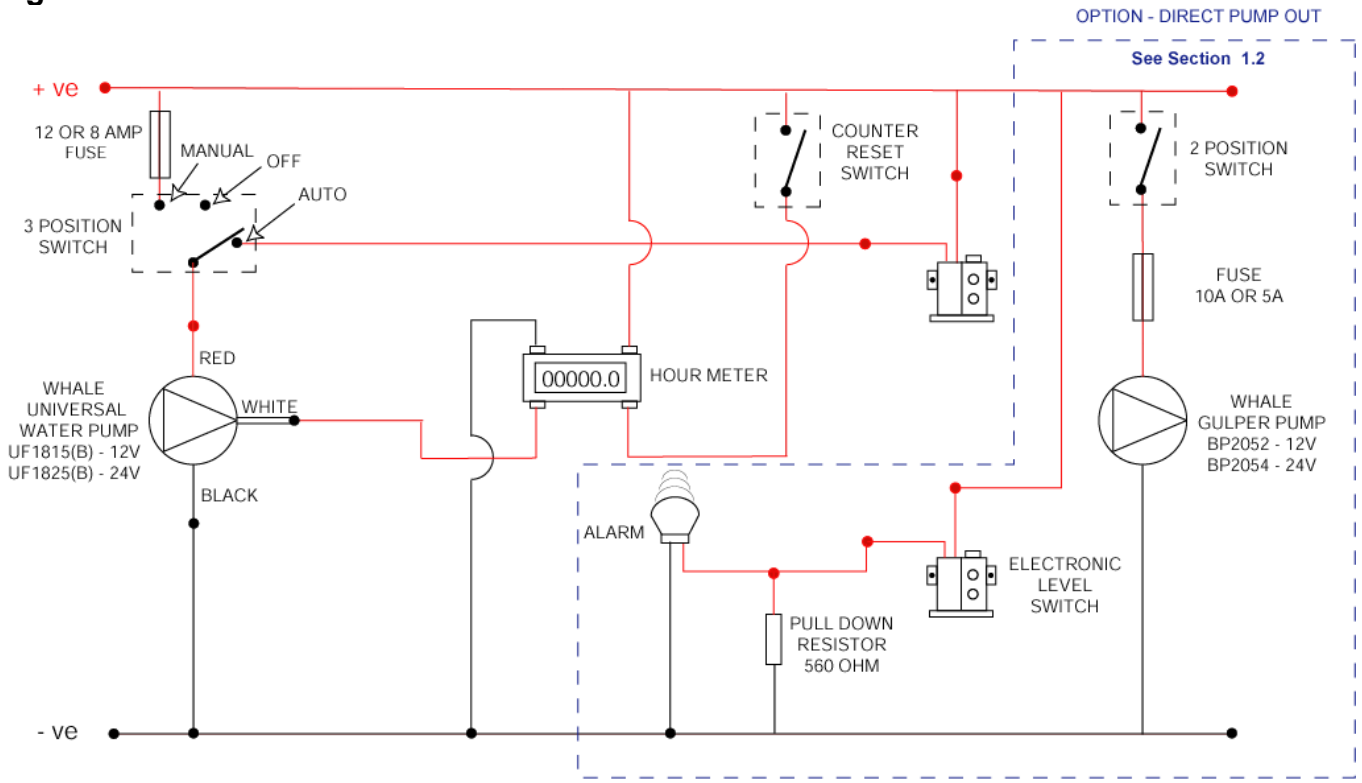 g
OPTION - DIRECT PUMP OUT
See Section 1.2
+ ve
12 OR 8 AMP
FUSE
MANUAL
OFF
AUTO
3 POSITION
SWITCH
COUNTER
RESET
SWITCH
2 POSITION
SWITCH
FUSE
10A OR 5A
RED
WHALE
UNIVERSAL
WATER PUMP
UF1815(B) - 12V
UF1825(B) - 24V
WHITE
BLACK
00000.0
HOUR METER
WHALE
GULPER PUMP
BP2052 - 12V
BP2054 - 24V
ALARM
ELECTRONIC
LEVEL
SWITCH
PULL DOWN
RESISTOR
560 OHM
- ve